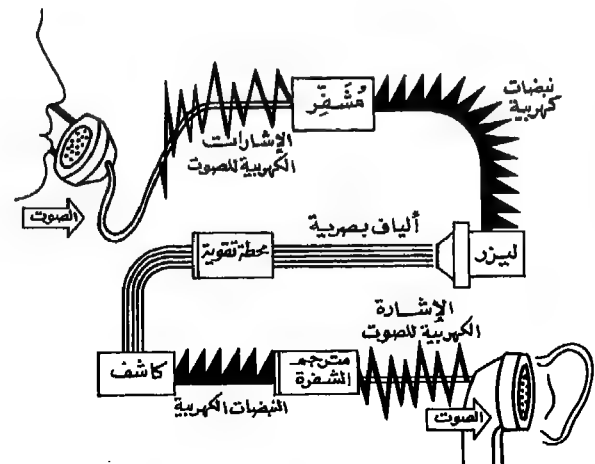 مُشَفِّر
نبضات
كهربية
الإشارات
الكهربية للصوت
الصوت
ألياف بصرية
محطة تقوية
ليزر
الإشارة
الكهربية للصوت
مترجم
الشفرة
كاشف
النبضات الكهربية
الصوت